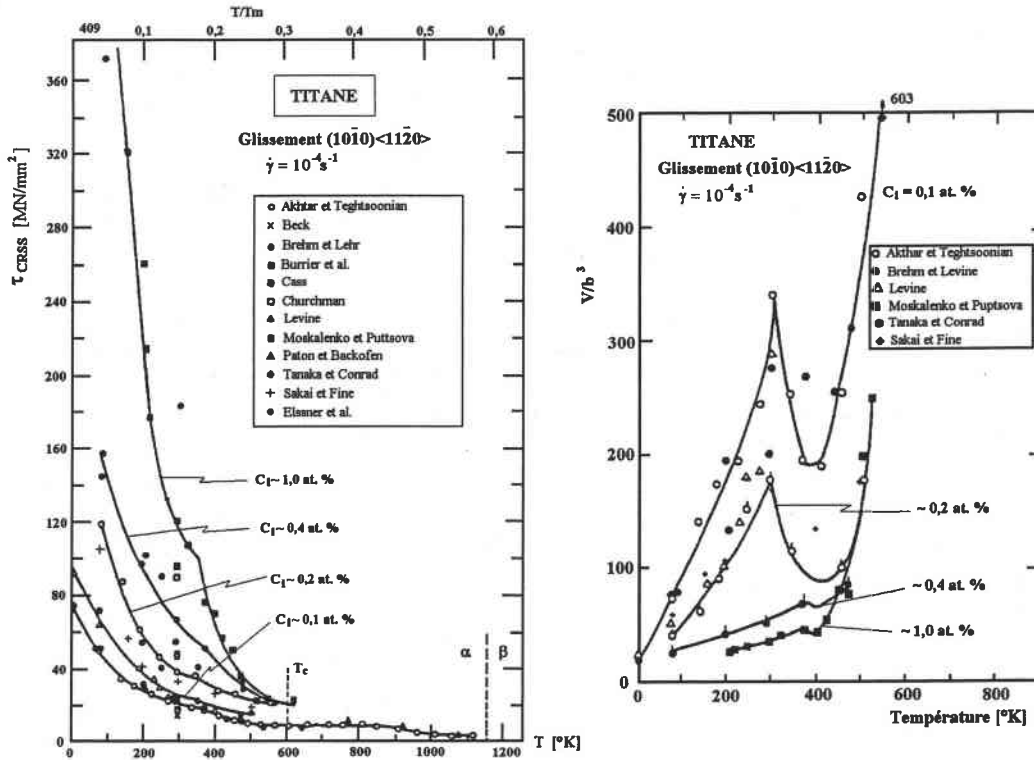 T/Tm
409
0,1
0,2
0,3
0,4
0,5
0,6
360
320
280
240
200
160
120
80
40
0
τCRSS [MN/mm²]
TITANE
Glissement (101̄0)<112̄0>
γ̇ = 10⁻⁴s⁻¹
Akhtar et Teghtsoonian
Beck
Brehm et Lehr
Burrier et al.
Cass
Churchman
Levine
Moskalenko et Puttsova
Paton et Backofen
Tanaka et Conrad
Sakai et Fine
Elssner et al.
C_I~ 1,0 at. %
C_I~ 0,4 at. %
C_I~ 0,2 at. %
C_I~ 0,1 at. %
T_c
α
β
0
200
400
600
800
1000
1200
T [°K]
603
500
400
300
200
100
0
V/b³
TITANE
Glissement (101̄0)<112̄0>
γ̇ = 10⁻⁴s⁻¹
C_I = 0,1 at. %
Akthar et Teghtsoonian
Brehm et Levine
Levine
Moskalenko et Puptsova
Tanaka et Conrad
Sakai et Fine
~ 0,2 at. %
~ 0,4 at. %
~ 1,0 at. %
0
200
400
600
800
Température [°K]